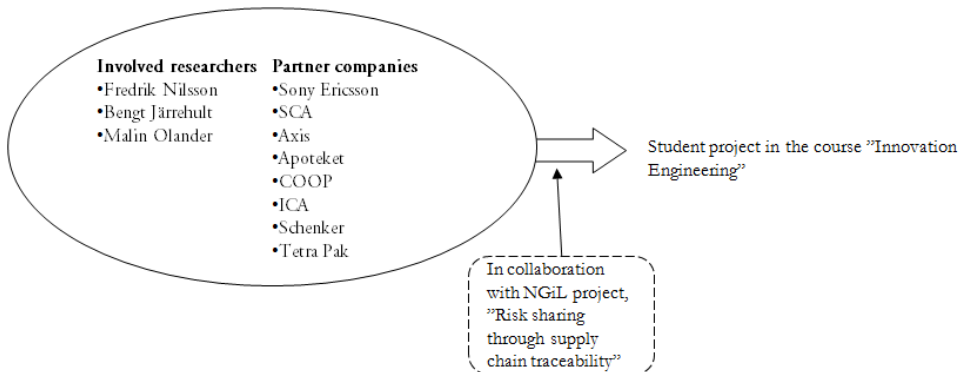 Involved researchers
•Fredrik Nilsson
•Bengt Järrehult
•Malin Olander
Partner companies
•Sony Ericsson
•SCA
•Axis
•Apoteket
•COOP
•ICA
•Schenker
•Tetra Pak
Student project in the course ”Innovation
Engineering”
In collaboration
with NGiL project,
”Risk sharing
through supply
chain traceability”